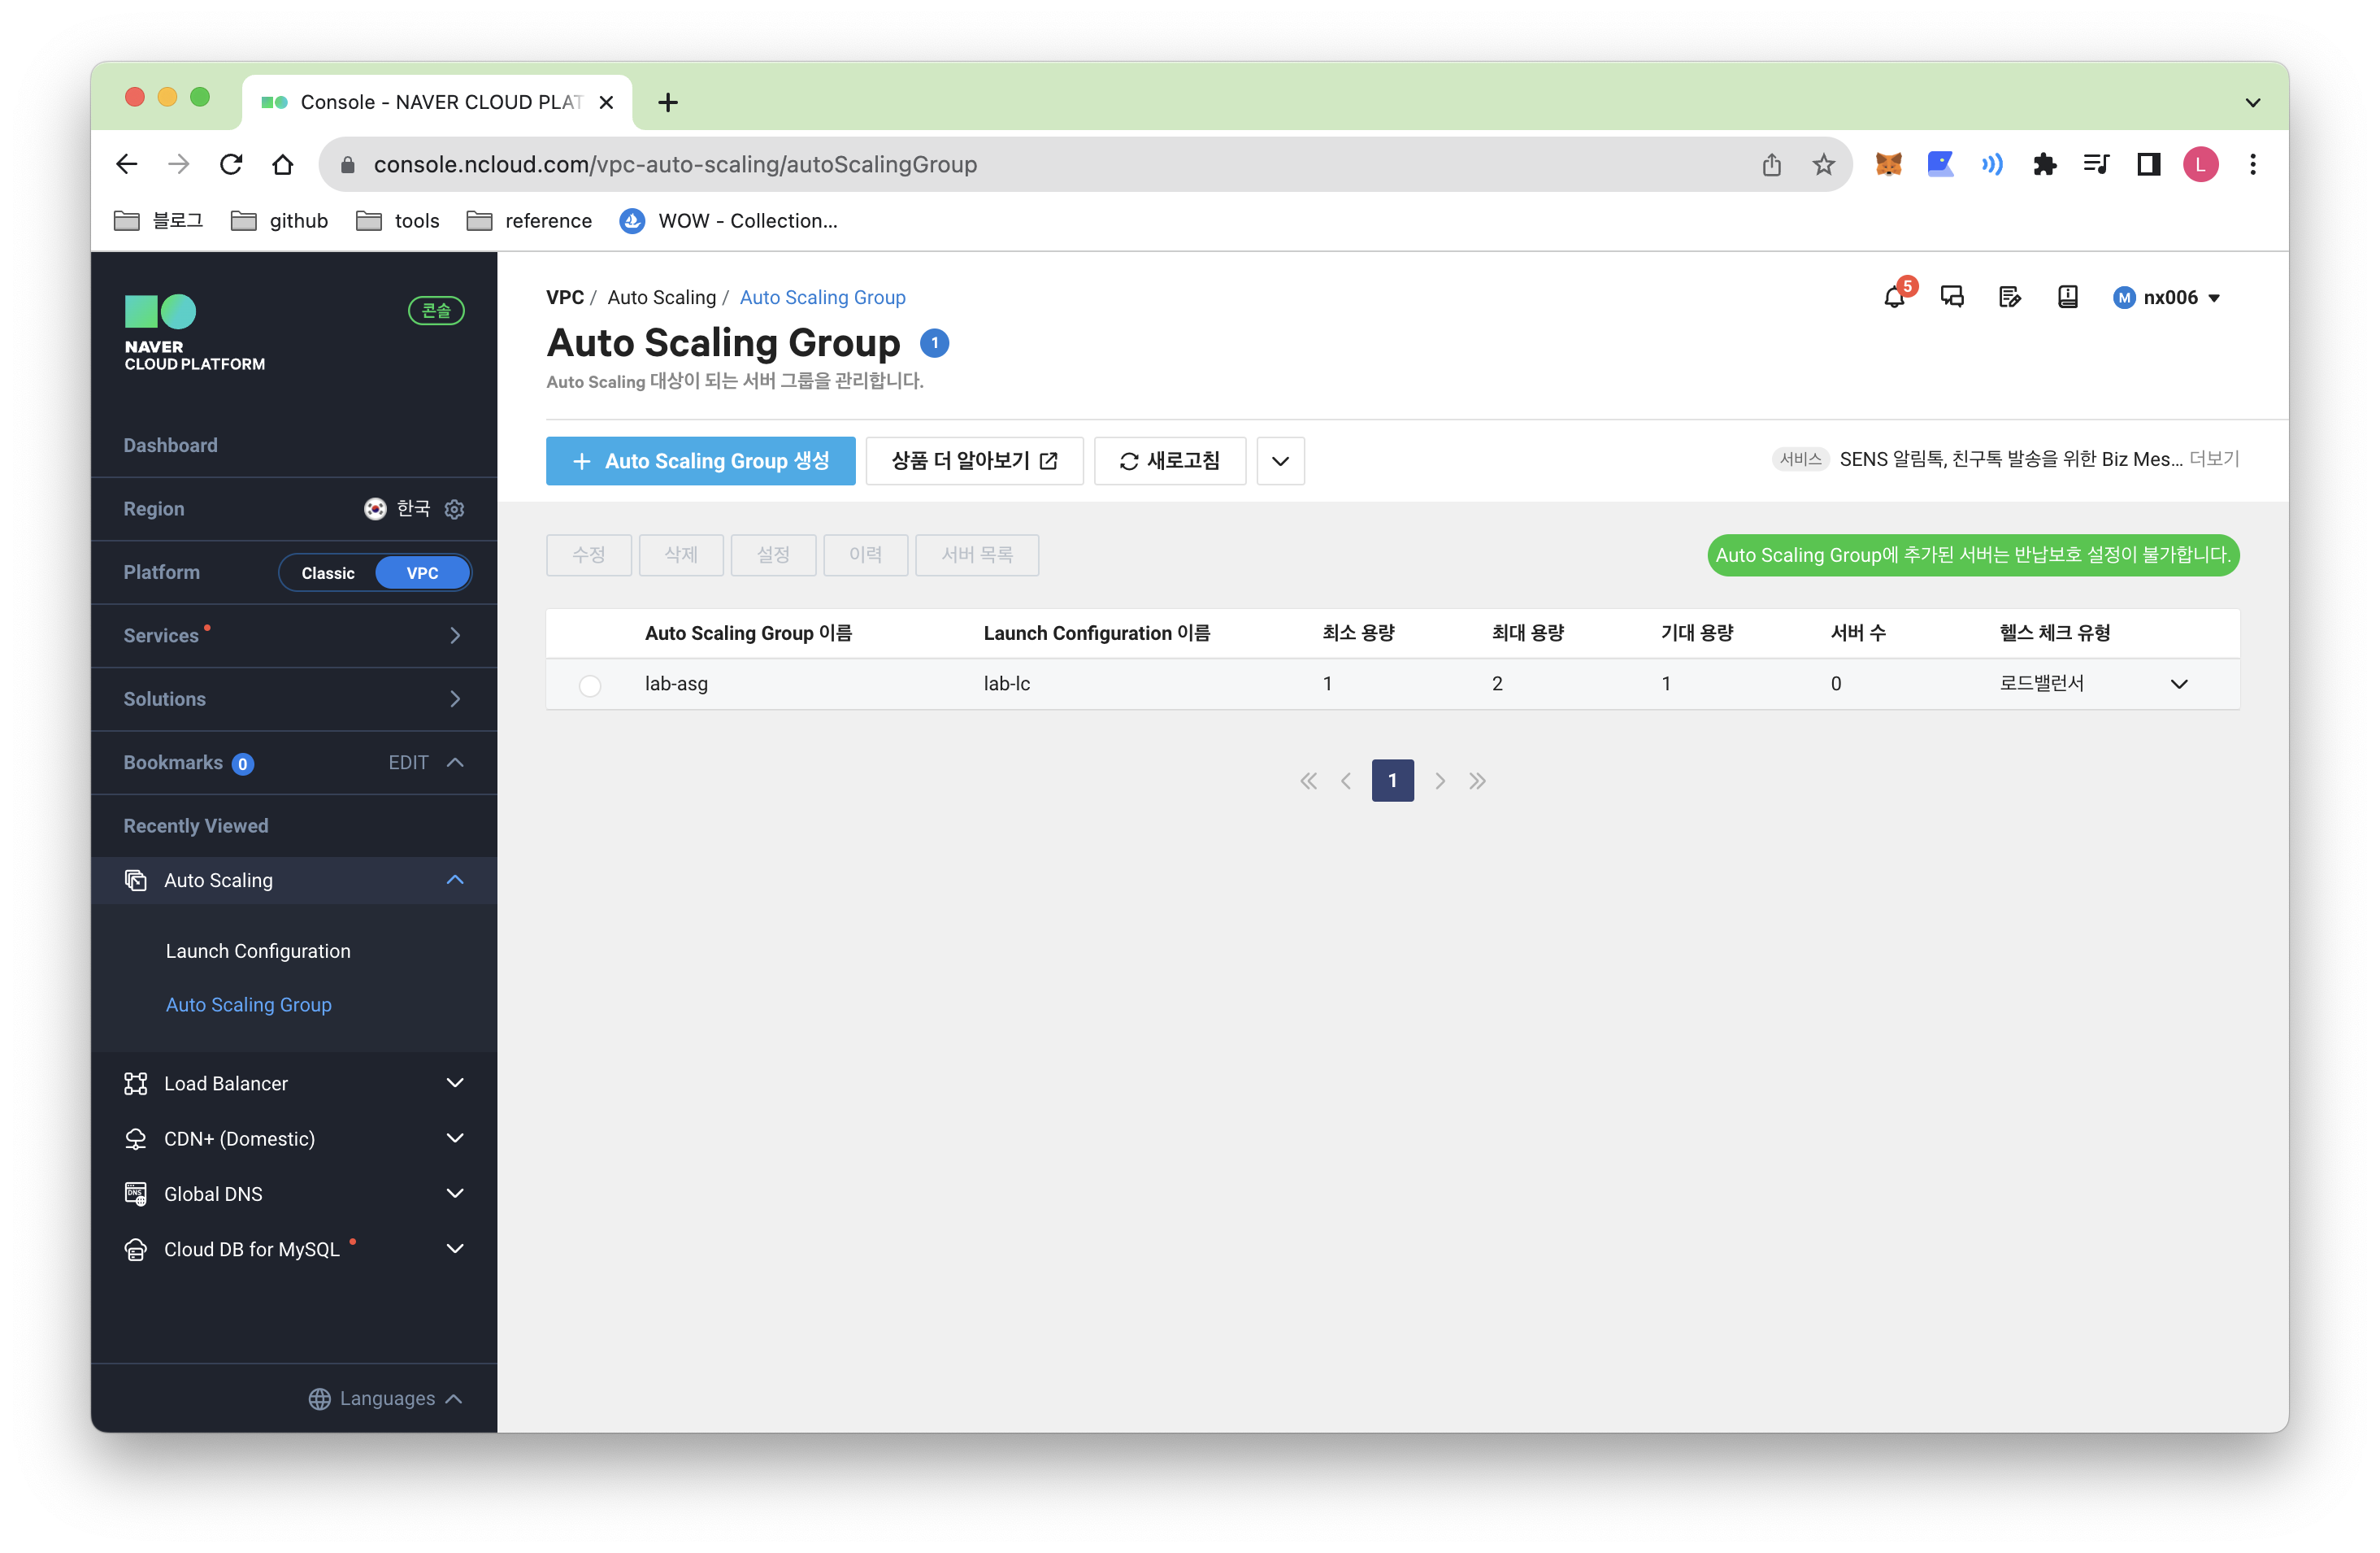 Console - NAVER CLOUD PLAT
console.ncloud.com/vpc-auto-scaling/autoScalingGroup
L
블로그
github
tools
reference
WOW - Collection...
NAVER
CLOUD PLATFORM
콘솔
Dashboard
Region 한국
Platform Classic VPC
Services
Solutions
Bookmarks 0 EDIT
Recently Viewed
Auto Scaling
Launch Configuration
Auto Scaling Group
Load Balancer
CDN+ (Domestic)
DNS
Global DNS
Cloud DB for MySQL
Languages
VPC / Auto Scaling / Auto Scaling Group
5
M nx006
Auto Scaling Group 1
Auto Scaling 대상이 되는 서버 그룹을 관리합니다.
+ Auto Scaling Group 생성 상품 더 알아보기 새로고침
서비스 SENS 알림톡, 친구톡 발송을 위한 Biz Mes... 더보기
수정 삭제 설정 이력 서버 목록
Auto Scaling Group에 추가된 서버는 반납보호 설정이 불가합니다.
Auto Scaling Group 이름 Launch Configuration 이름 최소 용량 최대 용량 기대 용량 서버 수 헬스 체크 유형
lab-asg lab-lc 1 2 1 0 로드밸런서
1